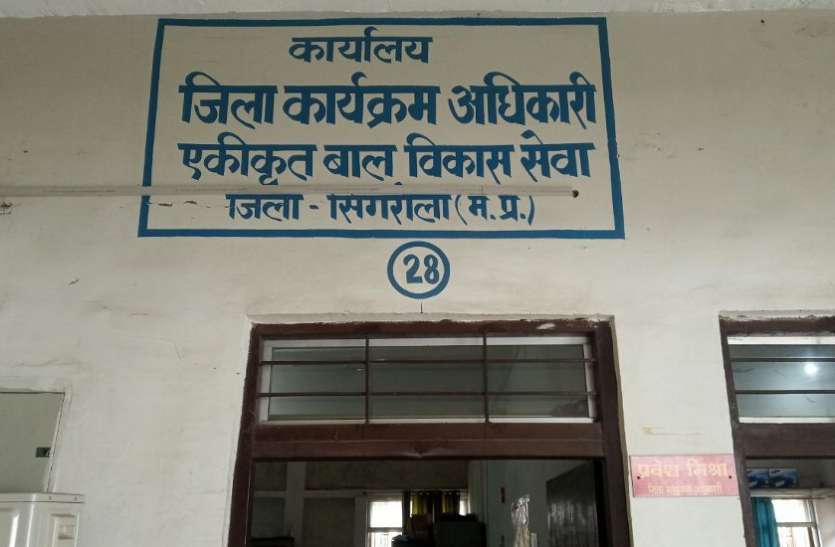 कार्यालय
जिला कार्यक्रम अधिकारी
एकीकृत बाल विकास सेवा
जिला - सिंगरौली (म.प्र.)
28
प्रवेश मिश्रा
जिला